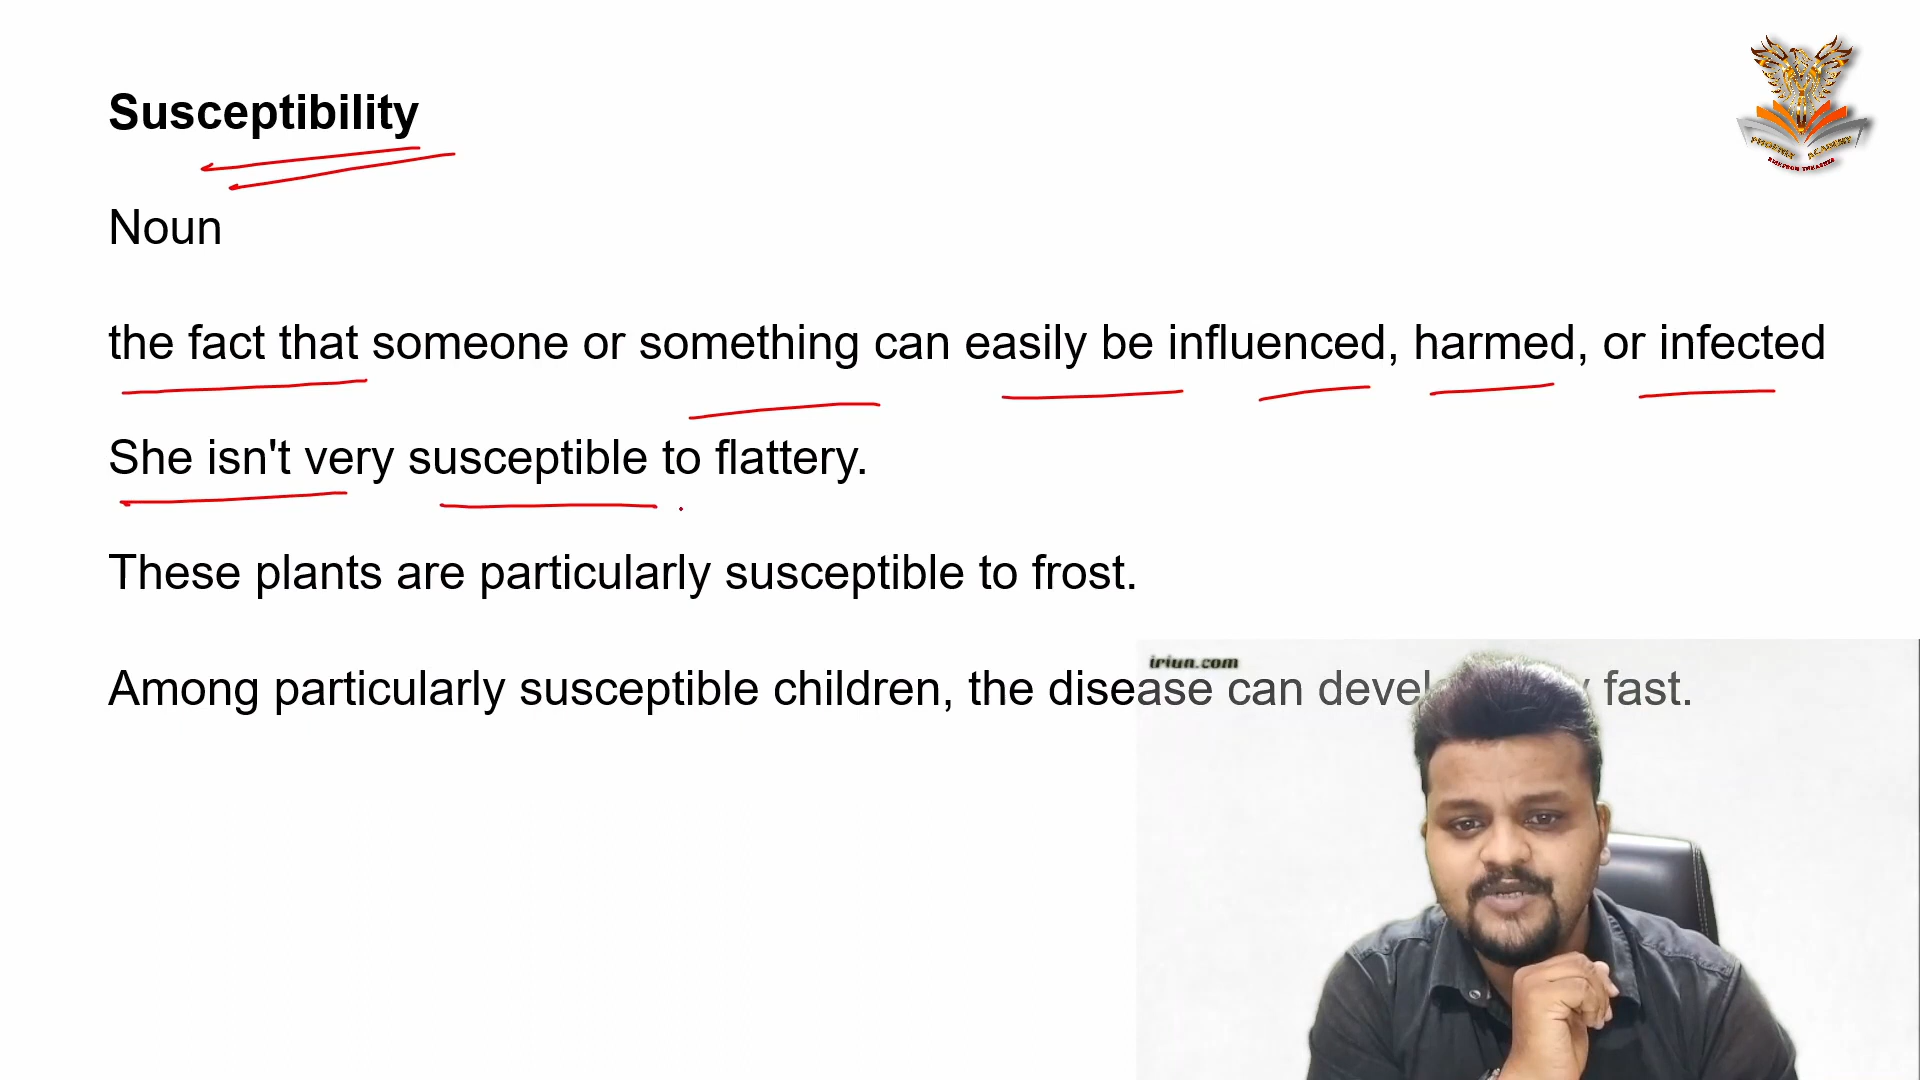 Susceptibility
PHOENIX ACADEMY
Noun
the fact that someone or something can easily be influenced, harmed, or infected
She isn't very susceptible to flattery.
These plants are particularly susceptible to frost.
iriun.com
Among particularly susceptible children, the disease can fast.